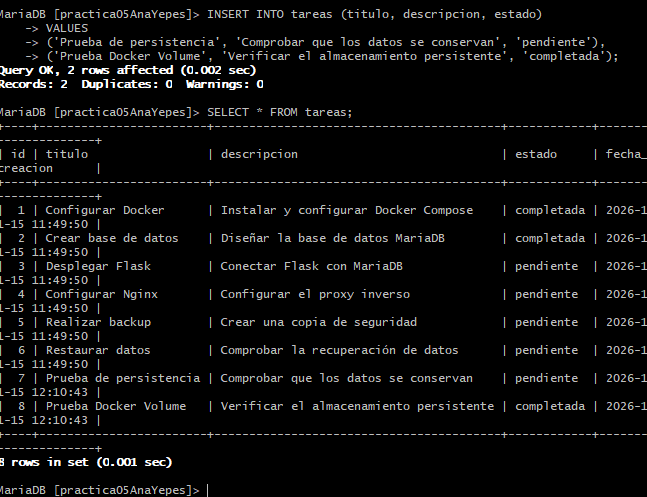 MariaDB [practica05AnaYepes]> INSERT INTO tareas (titulo, descripcion, estado)
    -> VALUES
    -> ('Prueba de persistencia', 'Comprobar que los datos se conservan', 'pendiente'),
    -> ('Prueba Docker Volume', 'Verificar el almacenamiento persistente', 'completada');
Query OK, 2 rows affected (0.002 sec)
Records: 2  Duplicates: 0  Warnings: 0
MariaDB [practica05AnaYepes]> SELECT * FROM tareas;
+----+------------------------+-----------------------------------------+------------+-------
--------------+
| id | titulo                 | descripcion                             | estado     | fecha_
creacion      |
+----+------------------------+-----------------------------------------+------------+-------
--------------+
|  1 | Configurar Docker      | Instalar y configurar Docker Compose    | completada | 2026-1
1-15 11:49:50 |
|  2 | Crear base de datos    | Diseñar la base de datos MariaDB        | completada | 2026-1
1-15 11:49:50 |
|  3 | Desplegar Flask        | Conectar Flask con MariaDB              | pendiente  | 2026-1
1-15 11:49:50 |
|  4 | Configurar Nginx       | Configurar el proxy inverso             | pendiente  | 2026-1
1-15 11:49:50 |
|  5 | Realizar backup        | Crear una copia de seguridad            | pendiente  | 2026-1
1-15 11:49:50 |
|  6 | Restaurar datos        | Comprobar la recuperación de datos      | pendiente  | 2026-1
1-15 11:49:50 |
|  7 | Prueba de persistencia | Comprobar que los datos se conservan    | pendiente  | 2026-1
1-15 12:10:43 |
|  8 | Prueba Docker Volume   | Verificar el almacenamiento persistente | completada | 2026-1
1-15 12:10:43 |
+----+------------------------+-----------------------------------------+------------+-------
--------------+
8 rows in set (0.001 sec)
MariaDB [practica05AnaYepes]>